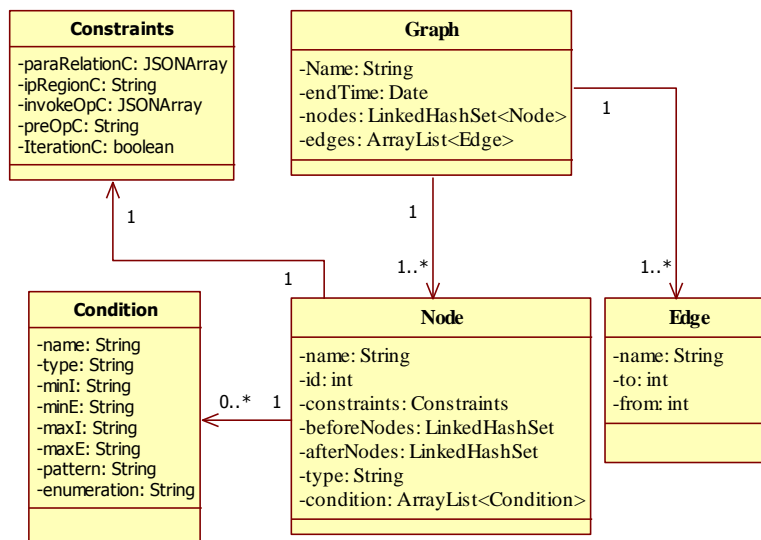 Constraints
-paraRelationC: JSONArray
-ipRegionC: String
-invokeOpC: JSONArray
-preOpC: String
-IterationC: boolean
Graph
-Name: String
-endTime: Date
-nodes: LinkedHashSet<Node>
-edges: ArrayList<Edge>
1
1
1
1
1..*
1..*
Condition
-name: String
-type: String
-minI: String
-minE: String
-maxI: String
-maxE: String
-pattern: String
-enumeration: String
0..*
1
Node
-name: String
-id: int
-constraints: Constraints
-beforeNodes: LinkedHashSet
-afterNodes: LinkedHashSet
-type: String
-condition: ArrayList<Condition>
Edge
-name: String
-to: int
-from: int